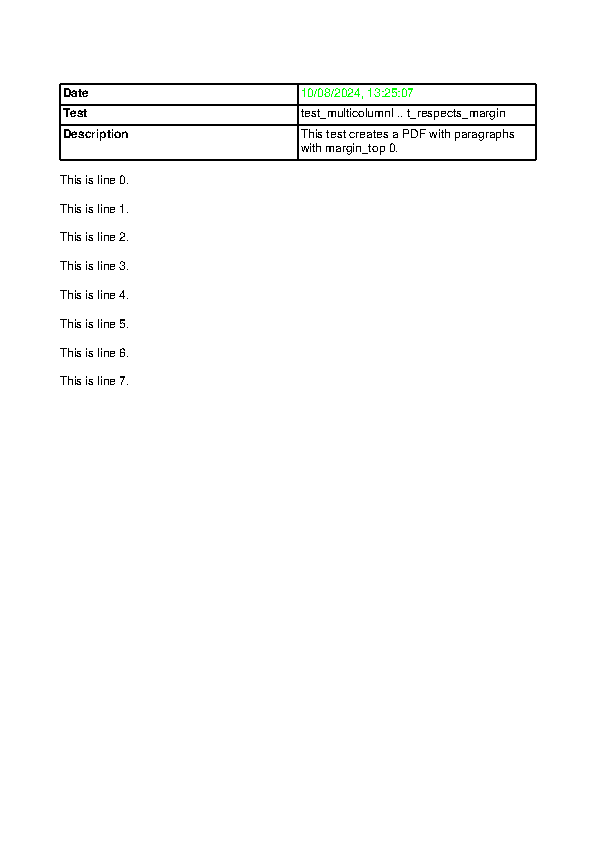 Date 10/08/2024, 13:25:07
Test test_multicolumnl .. t_respects_margin
Description This test creates a PDF with paragraphs
with margin_top 0.
This is line 0.
This is line 1.
This is line 2.
This is line 3.
This is line 4.
This is line 5.
This is line 6.
This is line 7.